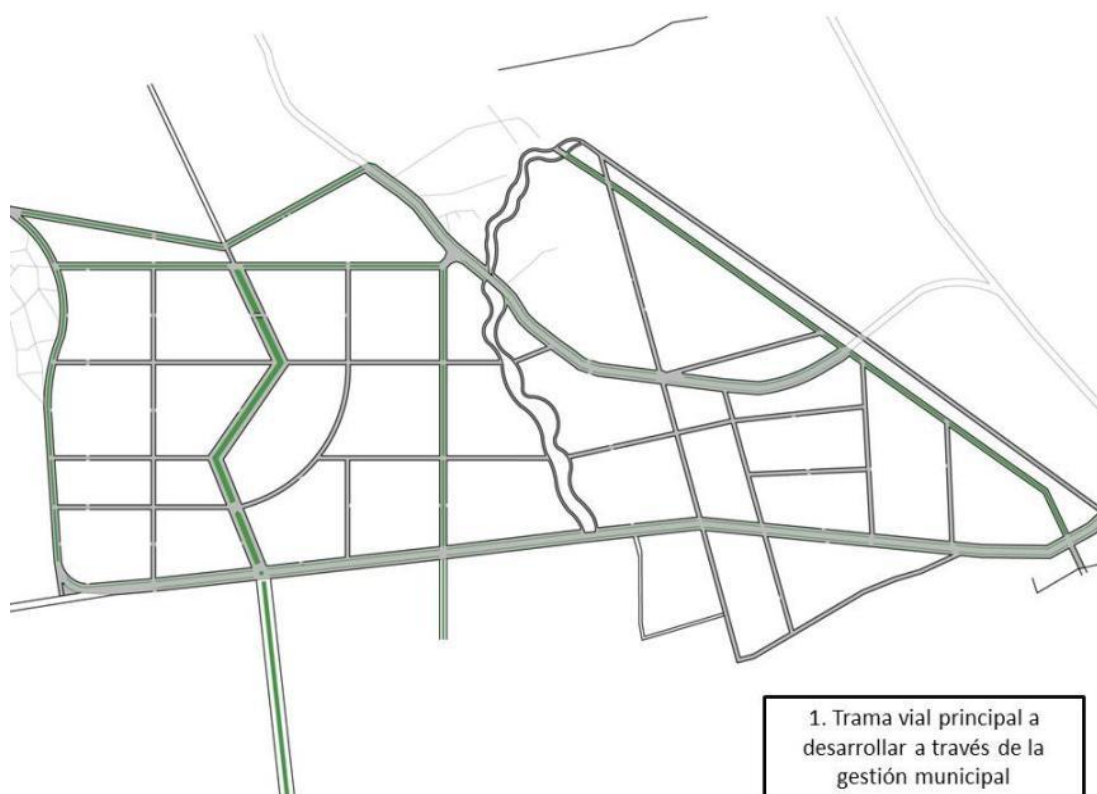 1. Trama vial principal a
desarrollar a través de la
gestión municipal